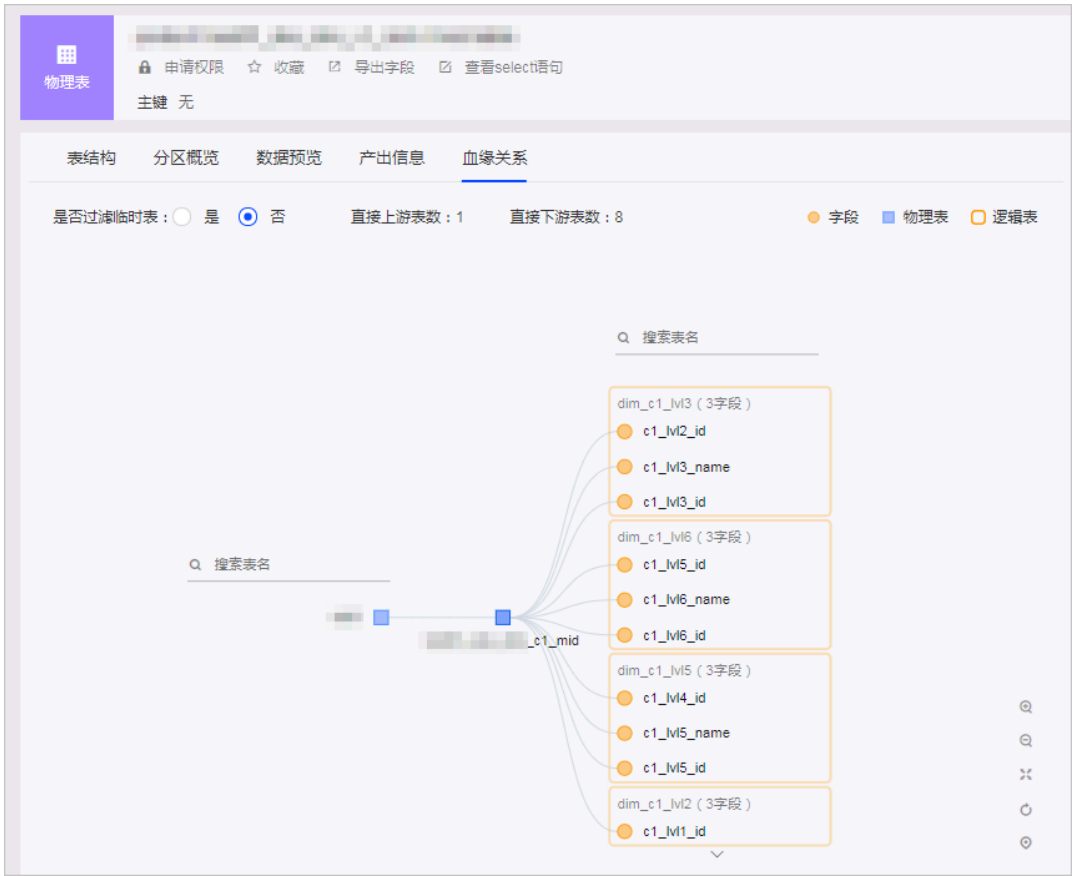 物理表
申请权限 收藏 导出字段 查看select语句
主键 无
表结构 分区概览 数据预览 产出信息 血缘关系
是否过滤临时表: 是 否 直接上游表数:1 直接下游表数:8 字段 物理表 逻辑表
搜索表名
dim_c1_lvl3(3字段)
c1_lvl2_id
c1_lvl3_name
c1_lvl3_id
dim_c1_lvl6(3字段)
c1_lvl5_id
c1_lvl6_name
c1_lvl6_id
搜索表名
_c1_mid
dim_c1_lvl5(3字段)
c1_lvl4_id
c1_lvl5_name
c1_lvl5_id
dim_c1_lvl2(3字段)
c1_lvl1_id